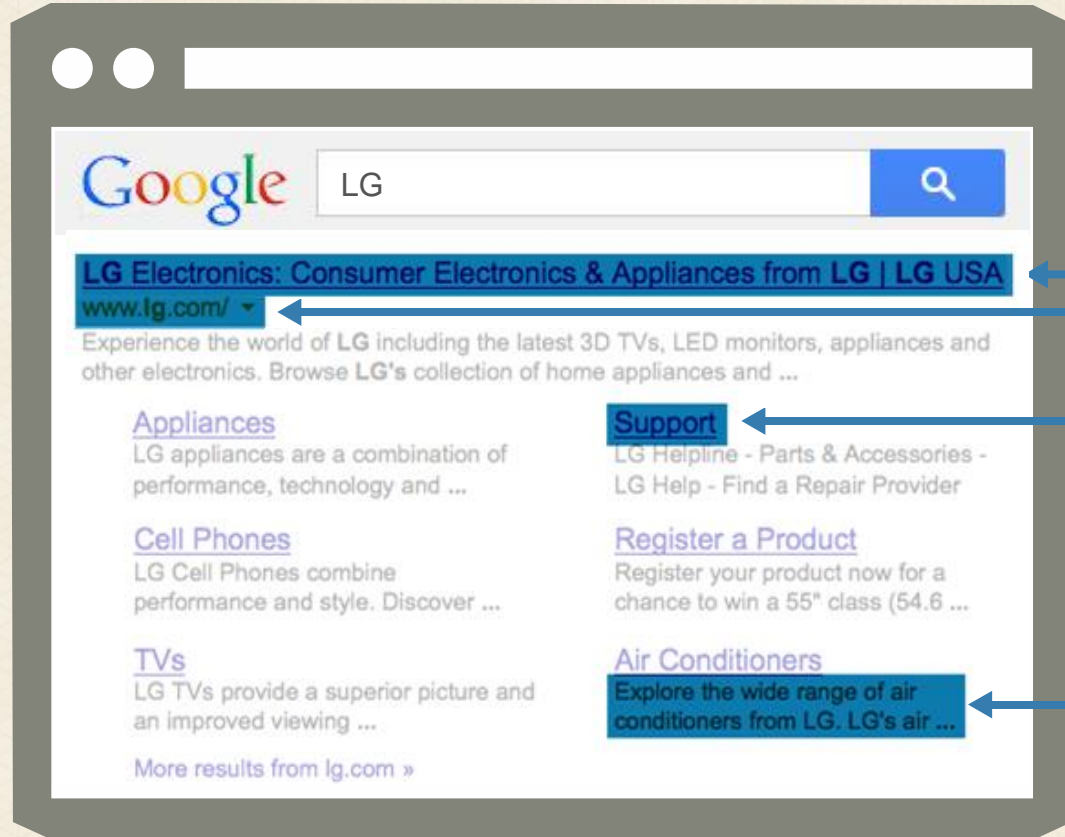 Google
LG
LG Electronics: Consumer Electronics & Appliances from LG | LG USA
www.lg.com/
Experience the world of LG including the latest 3D TVs, LED monitors, appliances and
other electronics. Browse LG's collection of home appliances and ...
Appliances
LG appliances are a combination of
performance, technology and ...
Support
LG Helpline - Parts & Accessories -
LG Help - Find a Repair Provider
Cell Phones
LG Cell Phones combine
performance and style. Discover ...
Register a Product
Register your product now for a
chance to win a 55" class (54.6 ...
TVs
LG TVs provide a superior picture and
an improved viewing ...
Air Conditioners
Explore the wide range of air
conditioners from LG. LG's air ...
More results from lg.com »